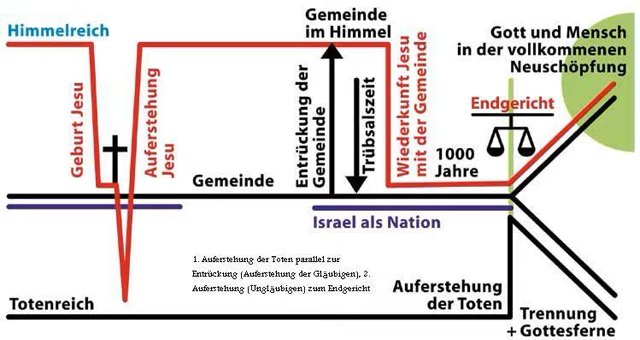 Himmelreich
Geburt Jesu
Auferstehung
Jesu
Gemeinde
Gemeinde
im Himmel
Entrückung der
Gemeinde
Trübsalszeit
Wiederkunft Jesu
mit der Gemeinde
1000
Jahre
Endgericht
Gott und Mensch
in der vollkommenen
Neuschöpfung
Israel als Nation
1. Auferstehung der Toten parallel zur
Entrückung (Auferstehung der Gläubigen), 2.
Auferstehung (Ungläubigen) zum Endgericht
Totenreich
Auferstehung
der Toten
Trennung
+ Gottesferne